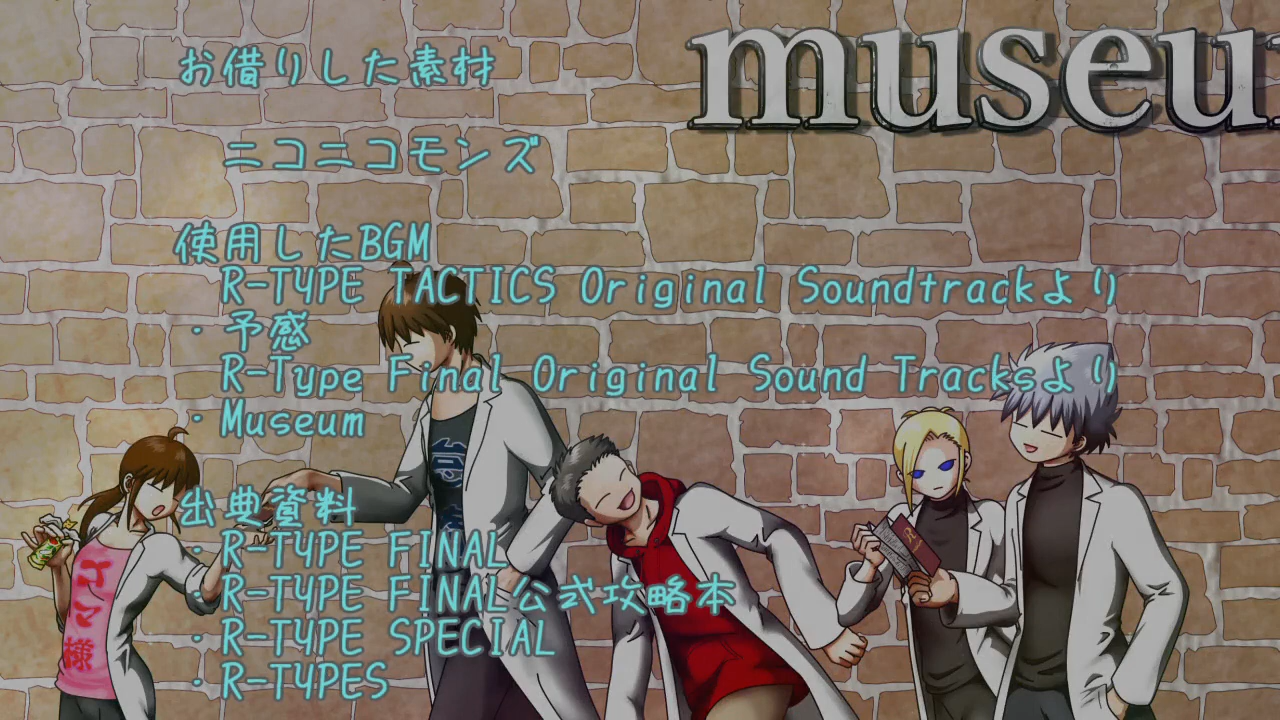 お借りした素材
museu
ニコニコモンズ
使用したBGM
R-TYPE TACTICS Original Soundtrackより
・予感
R-Type Final Original Sound Tracksより
・Museum
出典資料
・R-TYPE FINAL
・R-TYPE FINAL公式攻略本
・R-TYPE SPECIAL
・R-TYPES